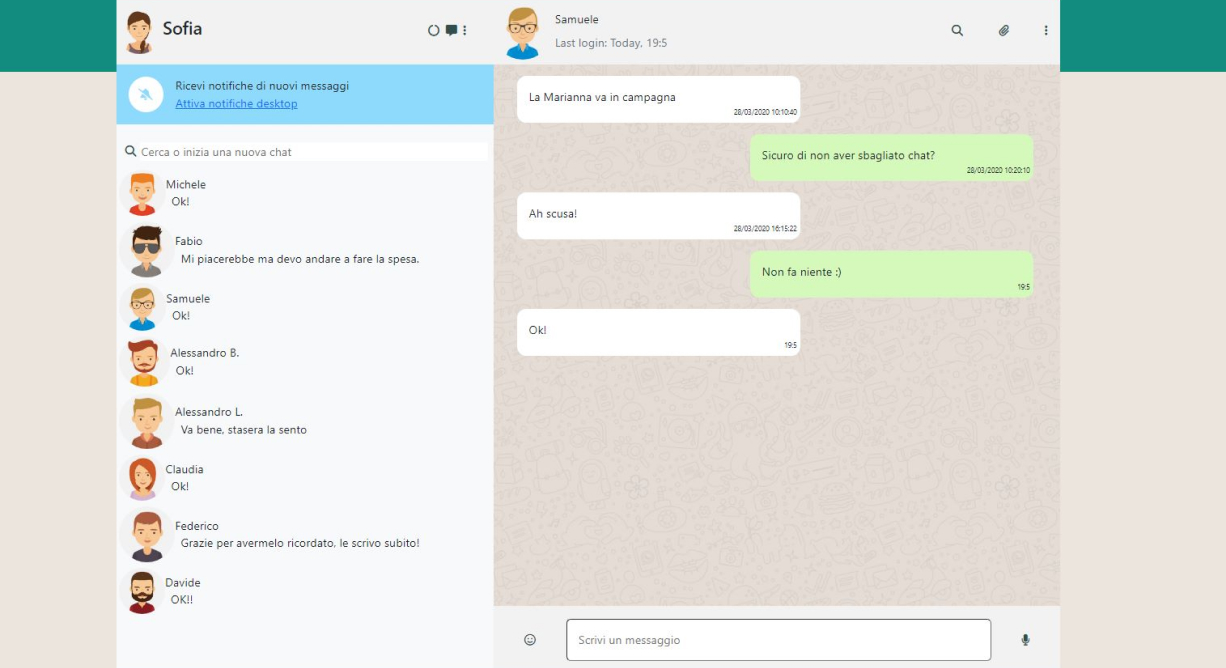 Sofia
Ricevi notifiche di nuovi messaggi
Attiva notifiche desktop
Cerca o inizia una nuova chat
Michele
Ok!
Fabio
Mi piacerebbe ma devo andare a fare la spesa.
Samuele
Ok!
Alessandro B.
Ok!
Alessandro L.
Va bene, stasera la sento
Claudia
Ok!
Federico
Grazie per avermelo ricordato, le scrivo subito!
Davide
OK!!
Samuele
Last login: Today, 19:5
La Marianna va in campagna
28/03/2020 10:10:40
Sicuro di non aver sbagliato chat?
28/03/2020 10:20:10
Ah scusa!
28/03/2020 16:15:22
Non fa niente :)
19:5
Ok!
19:5
Scrivi un messaggio